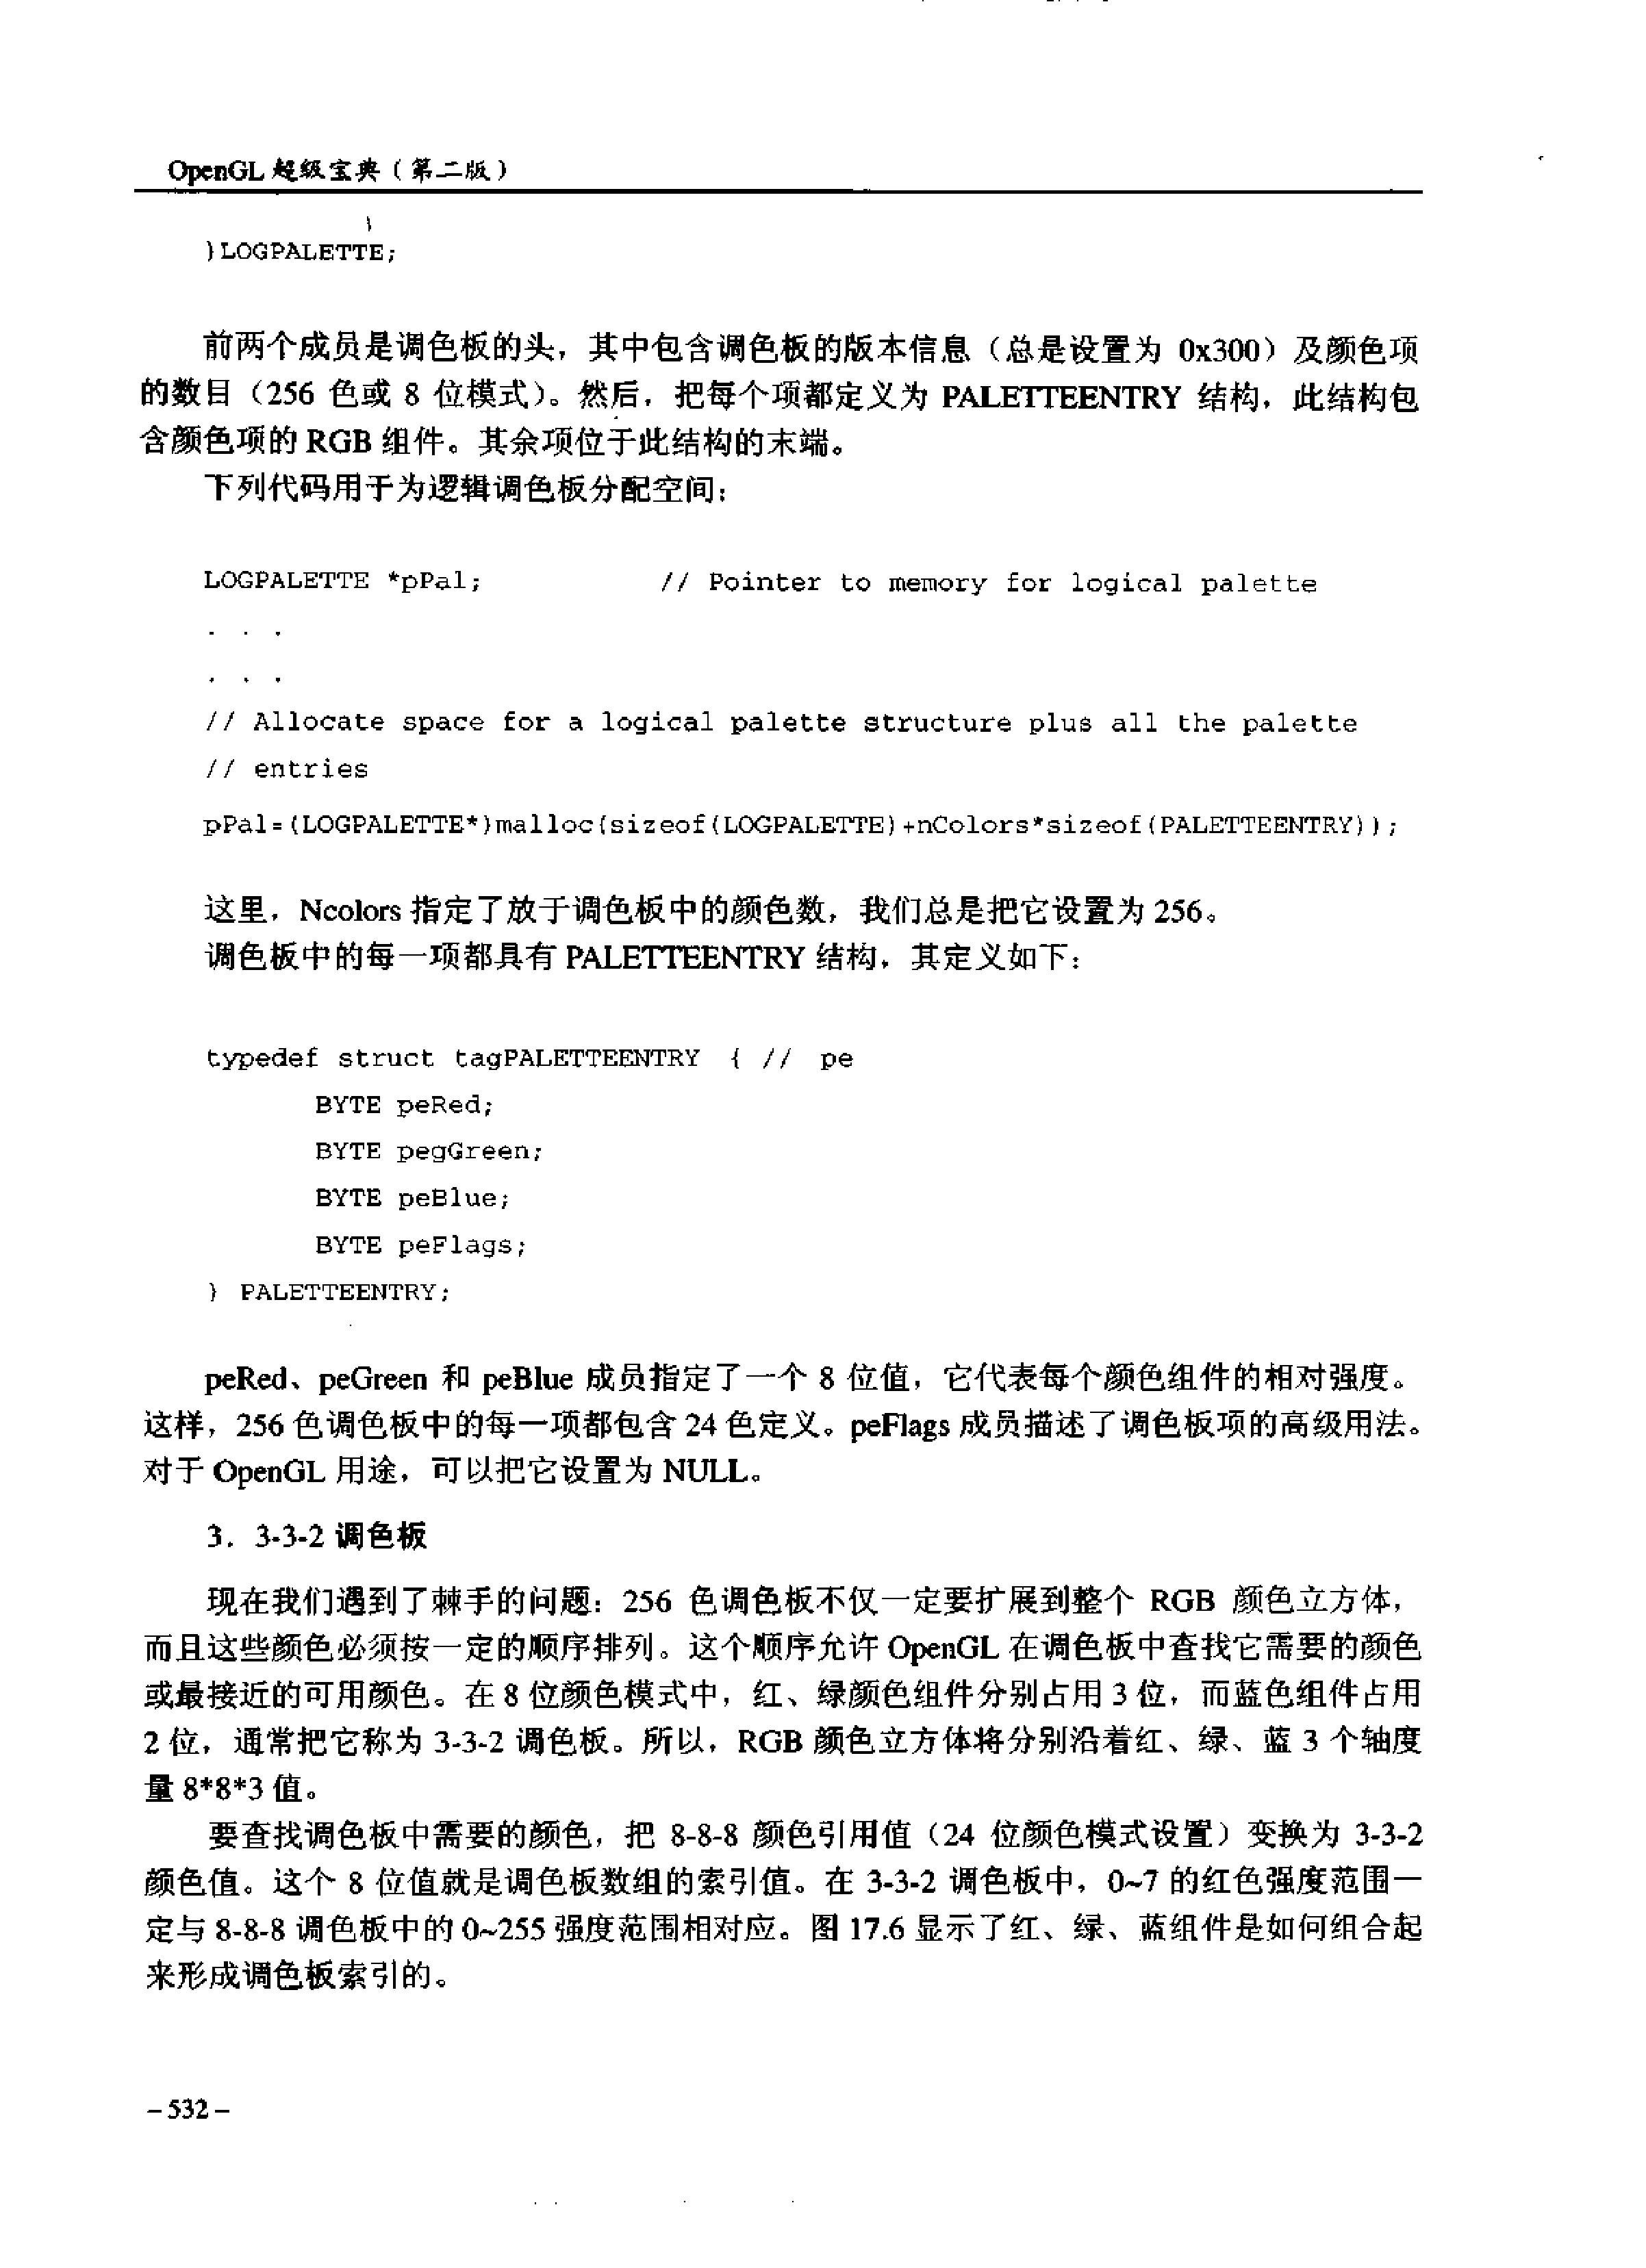 OpenGL 超级宝典（第二版）
}LOGPALETTE;
前两个成员是调色板的头，其中包含调色板的版本信息（总是设置为 0x300）及颜色项
的数目（256 色或 8 位模式）。然后，把每个项都定义为 PALETTEENTRY 结构，此结构包
含颜色项的 RGB 组件。其余项位于此结构的末端。
下列代码用于为逻辑调色板分配空间：
LOGPALETTE *pPal; // Pointer to memory for logical palette
. . .
. . .
// Allocate space for a logical palette structure plus all the palette
// entries
pPal=(LOGPALETTE*)malloc(sizeof(LOGPALETTE)+nColors*sizeof(PALETTEENTRY));
这里，Ncolors 指定了放于调色板中的颜色数，我们总是把它设置为 256。
调色板中的每一项都具有 PALETTEENTRY 结构，其定义如下：
typedef struct tagPALETTEENTRY { // pe
BYTE peRed;
BYTE pegGreen;
BYTE peBlue;
BYTE peFlags;
} PALETTEENTRY;
peRed、peGreen 和 peBlue 成员指定了一个 8 位值，它代表每个颜色组件的相对强度。
这样，256 色调色板中的每一项都包含 24 色定义。peFlags 成员描述了调色板项的高级用法。
对于 OpenGL 用途，可以把它设置为 NULL。
3．3-3-2 调色板
现在我们遇到了棘手的问题：256 色调色板不仅一定要扩展到整个 RGB 颜色立方体，
而且这些颜色必须按一定的顺序排列。这个顺序允许 OpenGL 在调色板中查找它需要的颜色
或最接近的可用颜色。在 8 位颜色模式中，红、绿颜色组件分别占用 3 位，而蓝色组件占用
2 位，通常把它称为 3-3-2 调色板。所以，RGB 颜色立方体将分别沿着红、绿、蓝 3 个轴度
量 8*8*3 值。
要查找调色板中需要的颜色，把 8-8-8 颜色引用值（24 位颜色模式设置）变换为 3-3-2
颜色值。这个 8 位值就是调色板数组的索引值。在 3-3-2 调色板中，0~7 的红色强度范围一
定与 8-8-8 调色板中的 0~255 强度范围相对应。图 17.6 显示了红、绿、蓝组件是如何组合起
来形成调色板索引的。
－532－